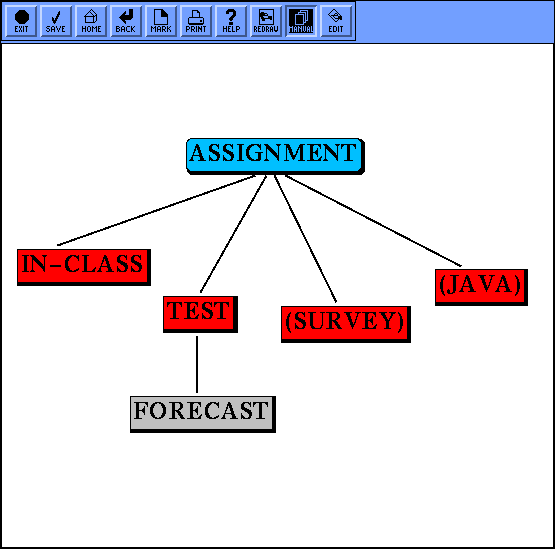 EXIT SAVE HOME BACK MARK PRINT HELP REDRAW MANUAL EDIT
ASSIGNMENT
IN-CLASS
(JAVA)
TEST
(SURVEY)
FORECAST